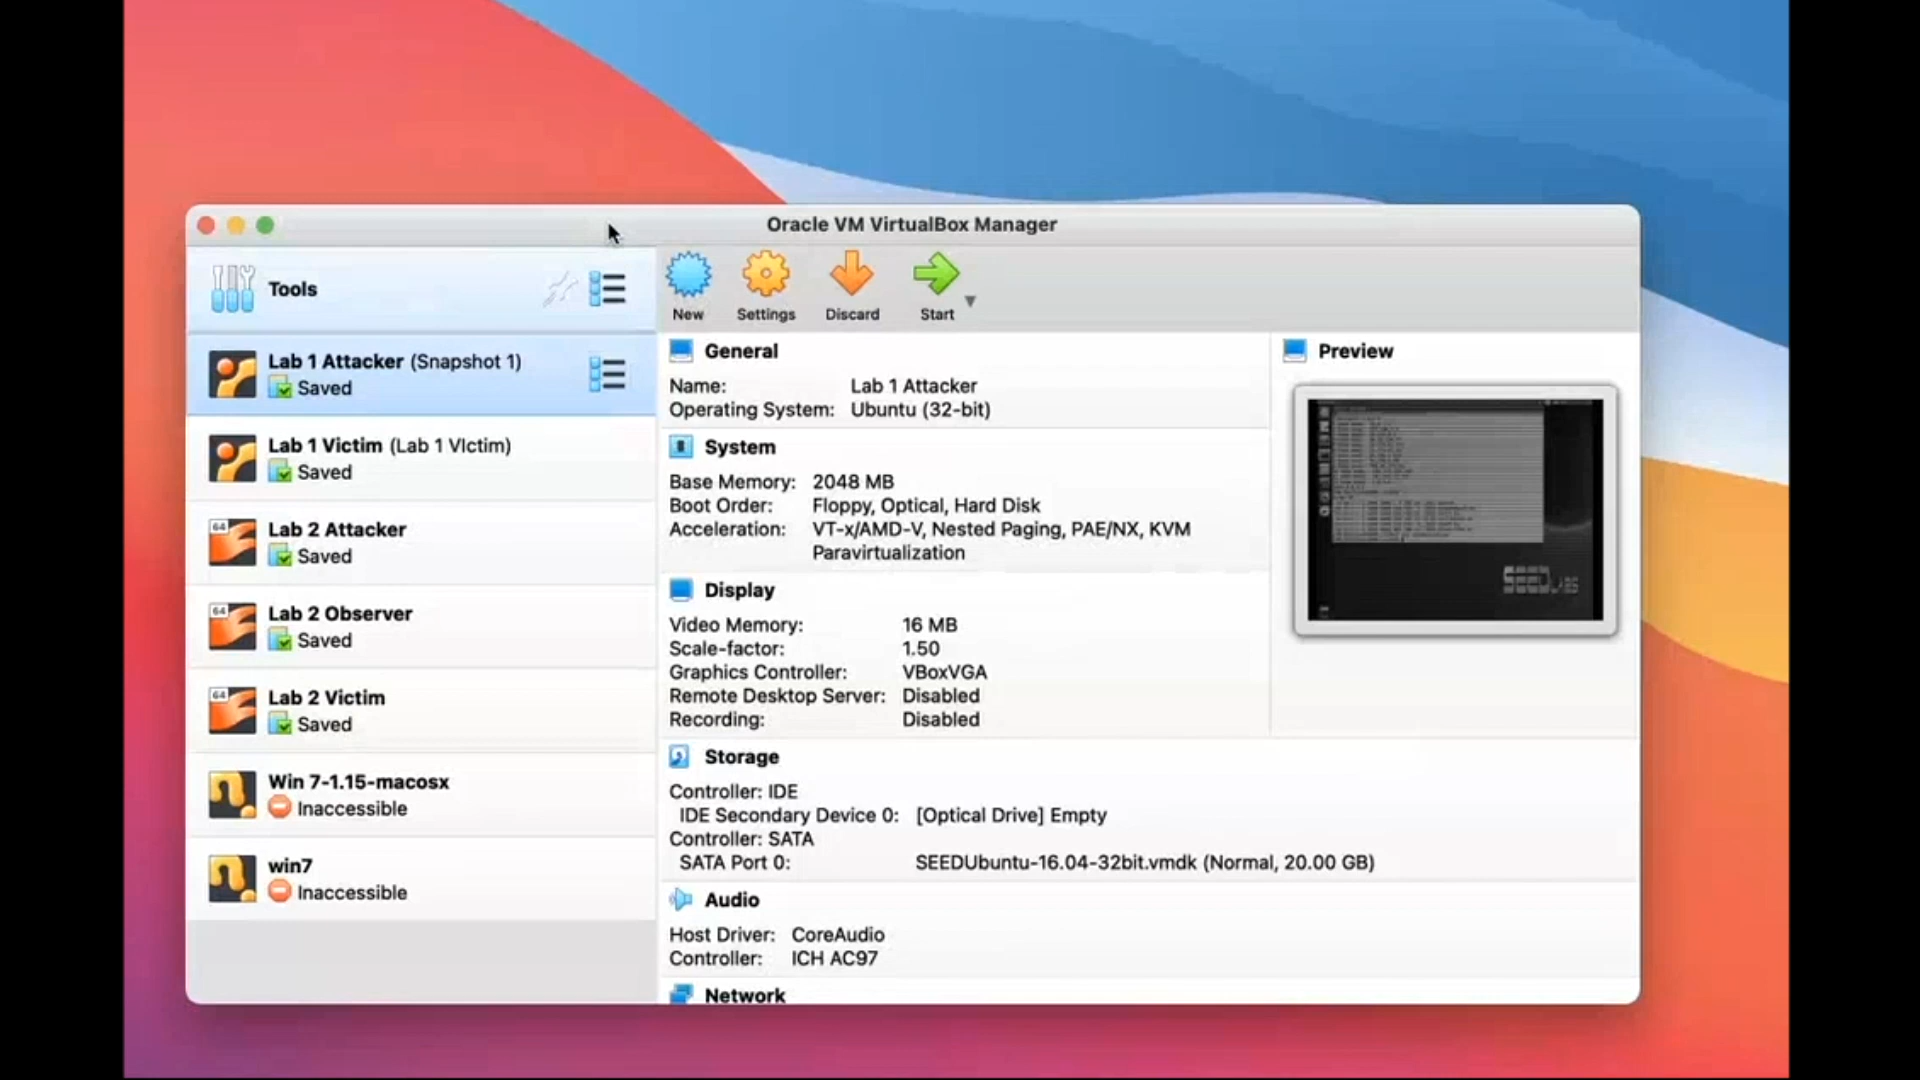 Oracle VM VirtualBox Manager
Tools
New
Settings
Discard
Start
Lab 1 Attacker (Snapshot 1)
Saved
Lab 1 Victim (Lab 1 VIctim)
Saved
64
Lab 2 Attacker
Saved
64
Lab 2 Observer
Saved
64
Lab 2 Victim
Saved
Win 7-1.15-macosx
Inaccessible
win7
Inaccessible
General
Name: Lab 1 Attacker
Operating System: Ubuntu (32-bit)
System
Base Memory: 2048 MB
Boot Order: Floppy, Optical, Hard Disk
Acceleration: VT-x/AMD-V, Nested Paging, PAE/NX, KVM
Paravirtualization
Display
Video Memory: 16 MB
Scale-factor: 1.50
Graphics Controller: VBoxVGA
Remote Desktop Server: Disabled
Recording: Disabled
Preview
Storage
Controller: IDE
IDE Secondary Device 0: [Optical Drive] Empty
Controller: SATA
SATA Port 0: SEEDUbuntu-16.04-32bit.vmdk (Normal, 20.00 GB)
Audio
Host Driver: CoreAudio
Controller: ICH AC97
Network